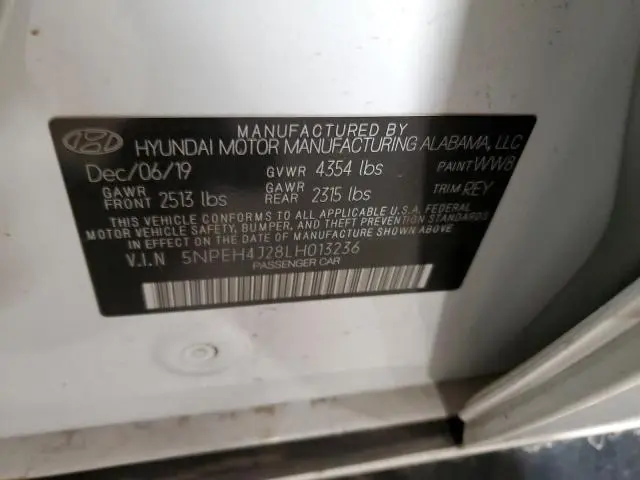 MANUFACTURED BY
HYUNDAI MOTOR MANUFACTURING ALABAMA, LLC
Dec/06/19 GVWR 4354 lbs PAINT WW8
GAWR FRONT 2513 lbs GAWR REAR 2315 lbs TRIM REY
THIS VEHICLE CONFORMS TO ALL APPLICABLE U.S.A. FEDERAL
MOTOR VEHICLE SAFETY, BUMPER, AND THEFT PREVENTION STANDARDS
IN EFFECT ON THE DATE OF MANUFACTURE SHOWN ABOVE.
V.I.N 5NPEH4J28LH013236
PASSENGER CAR